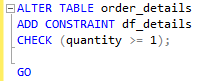 ALTER TABLE order_details
ADD CONSTRAINT df_details
CHECK (quantity >= 1);
GO